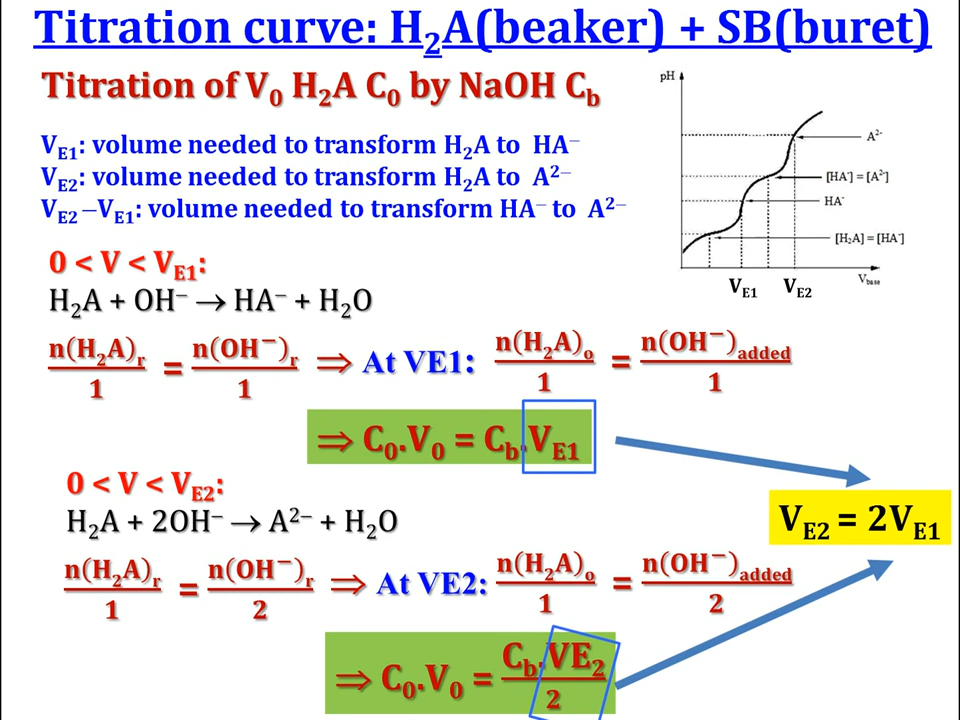 Titration curve: H₂A(beaker) + SB(buret)
Titration of V₀ H₂A C₀ by NaOH C_b
V_E1: volume needed to transform H₂A to HA⁻
V_E2: volume needed to transform H₂A to A²⁻
V_E2 –V_E1: volume needed to transform HA⁻ to A²⁻
pH
A²⁻
[HA⁻] = [A²⁻]
HA⁻
[H₂A] = [HA⁻]
V_base
V_E1 V_E2
0 < V < V_E1:
H₂A + OH⁻ → HA⁻ + H₂O
n(H₂A)_r / 1 = n(OH⁻)_r / 1 ⇒ At VE1: n(H₂A)_o / 1 = n(OH⁻)_added / 1
⇒ C₀.V₀ = C_b.V_E1
0 < V < V_E2:
H₂A + 2OH⁻ → A²⁻ + H₂O
V_E2 = 2V_E1
n(H₂A)_r / 1 = n(OH⁻)_r / 2 ⇒ At VE2: n(H₂A)_o / 1 = n(OH⁻)_added / 2
⇒ C₀.V₀ = C_b.VE₂ / 2